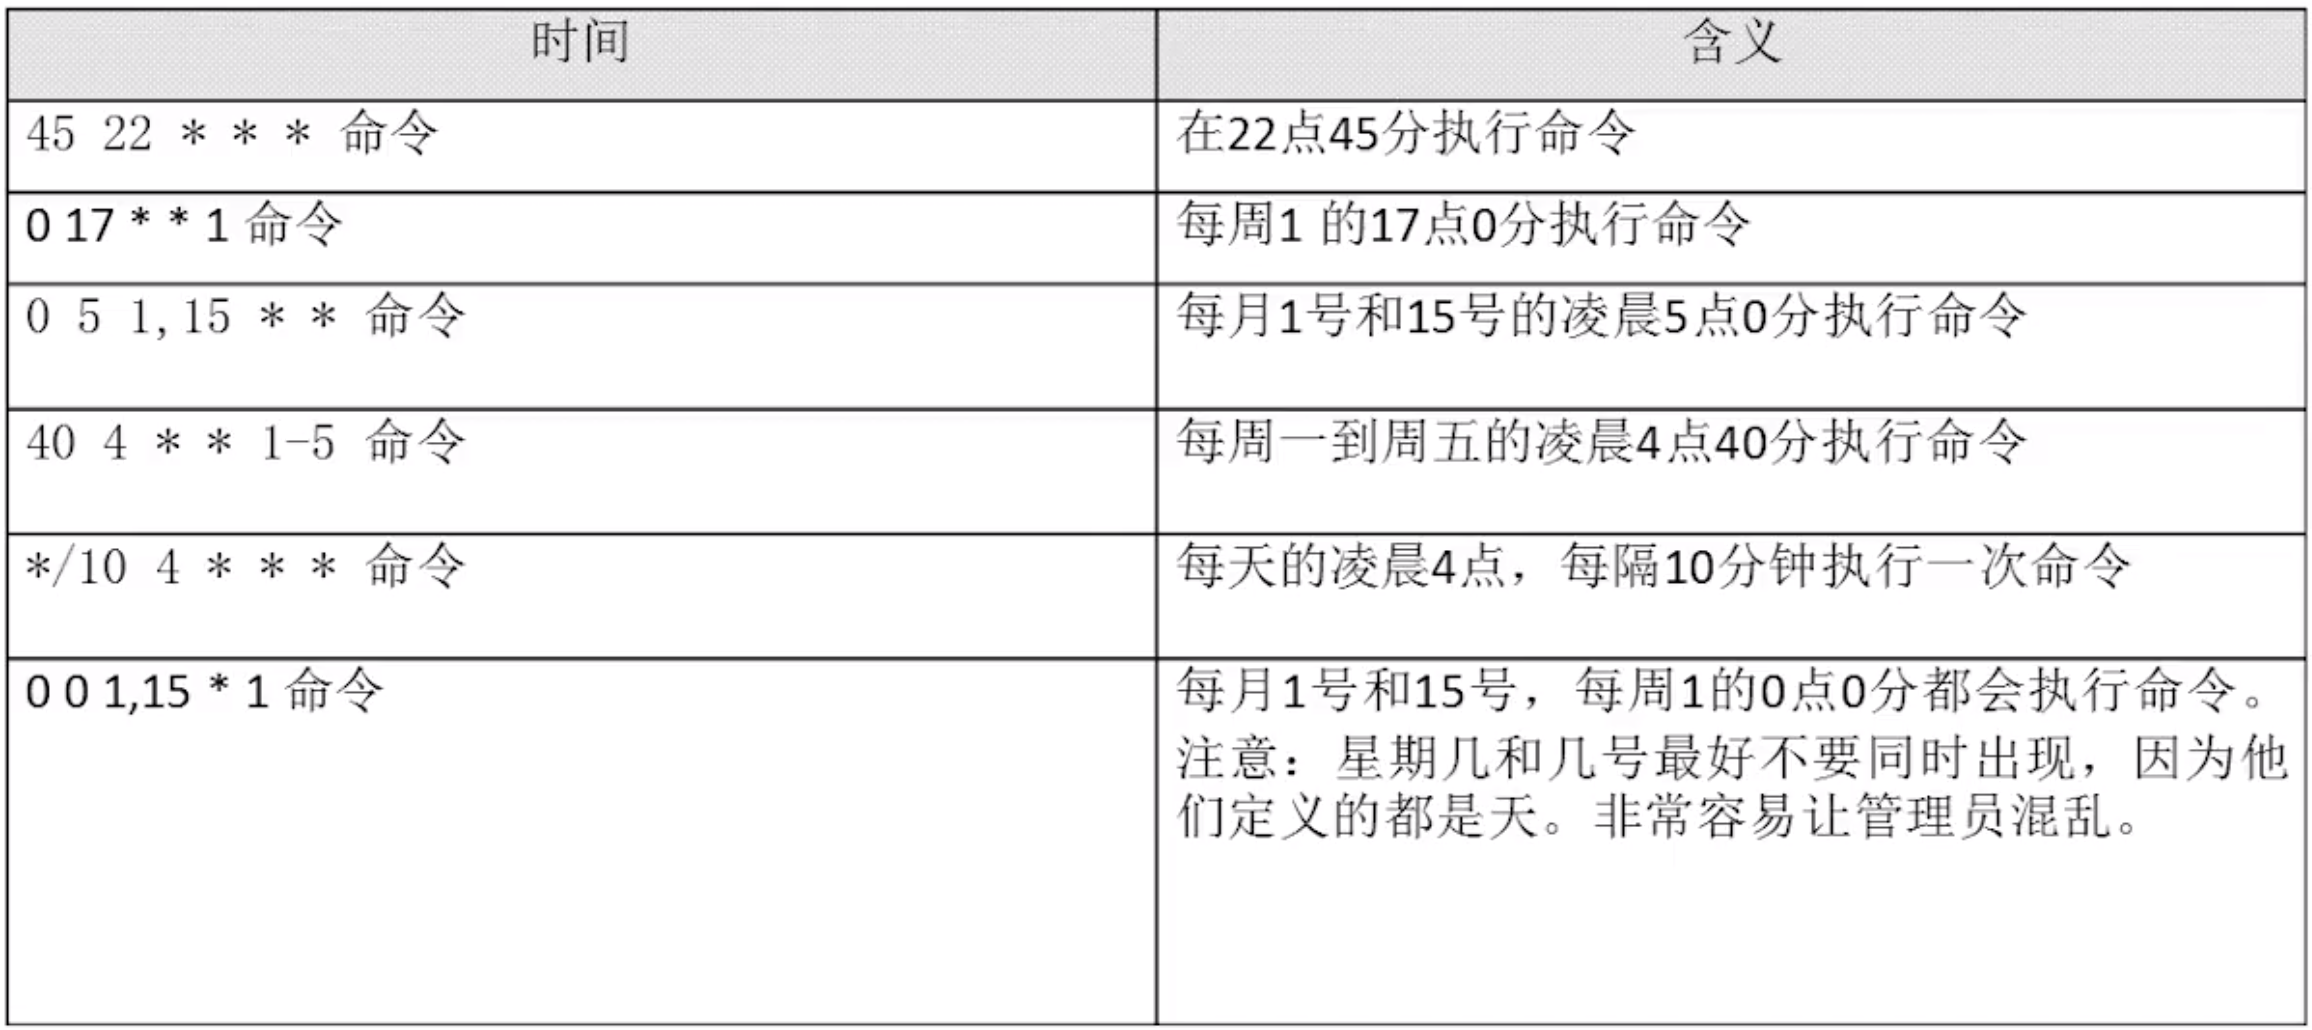 时间 含义
45 22 * * * 命令 在22点45分执行命令
0 17 * * 1 命令 每周1 的17点0分执行命令
0 5 1,15 * * 命令 每月1号和15号的凌晨5点0分执行命令
40 4 * * 1-5 命令 每周一到周五的凌晨4点40分执行命令
*/10 4 * * * 命令 每天的凌晨4点，每隔10分钟执行一次命令
0 0 1,15 * 1 命令 每月1号和15号，每周1的0点0分都会执行命令。
注意：星期几和几号最好不要同时出现，因为他
们定义的都是天。非常容易让管理员混乱。